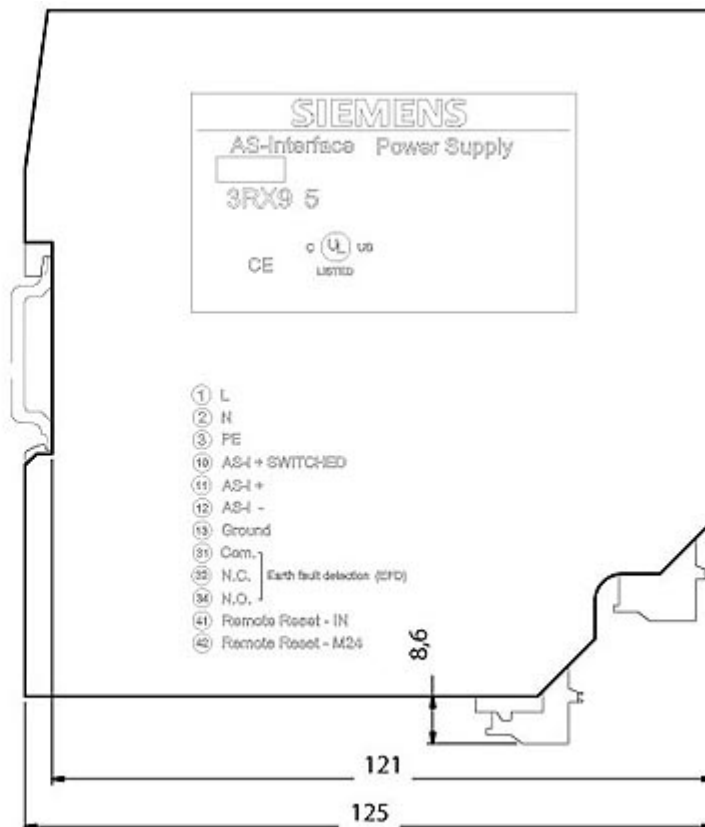 SIEMENS
AS-Interface Power Supply
3RX9 5
CE
C UL US
LISTED
1 L
2 N
3 PE
10 AS-I + SWITCHED
11 AS-I +
12 AS-I -
13 Ground
31 Com.
32 N.C. Earth fault detection (EFD)
34 N.O.
41 Remote Reset - IN
42 Remote Reset - M24
8,6
121
125